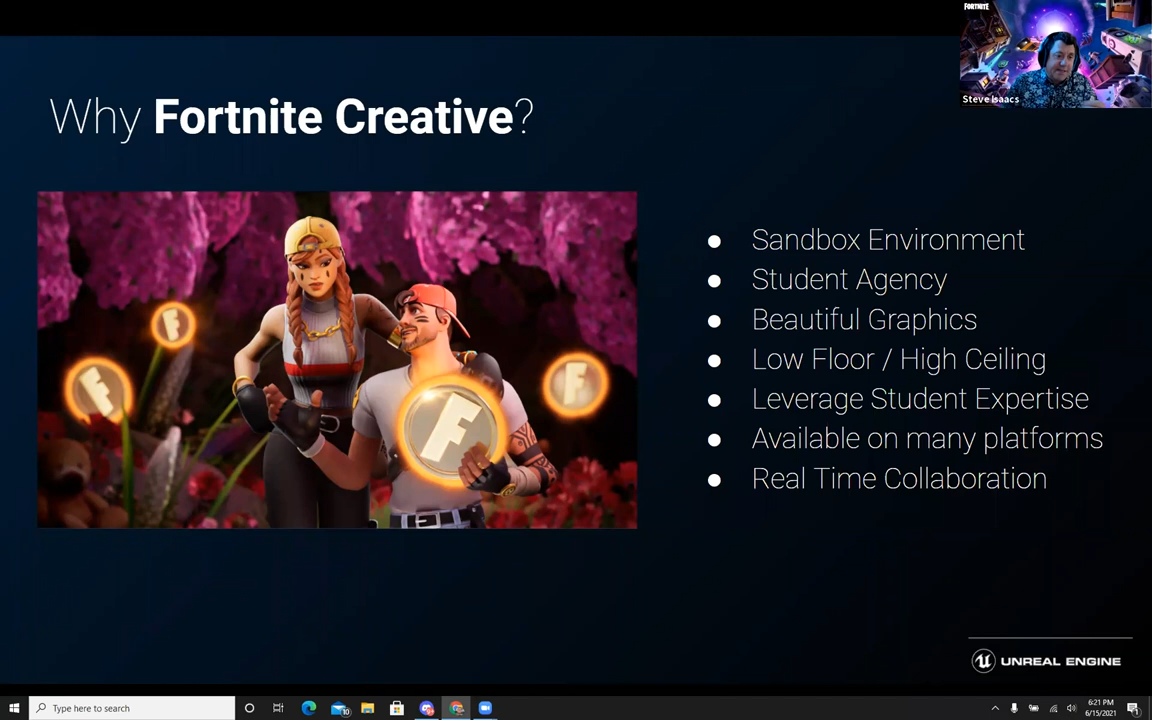 FORTNITE
Steve Isaacs
Why Fortnite Creative?
F
F
F
F
● Sandbox Environment
● Student Agency
● Beautiful Graphics
● Low Floor / High Ceiling
● Leverage Student Expertise
● Available on many platforms
● Real Time Collaboration
UNREAL ENGINE
Type here to search
10
6:21 PM
6/15/2021
1